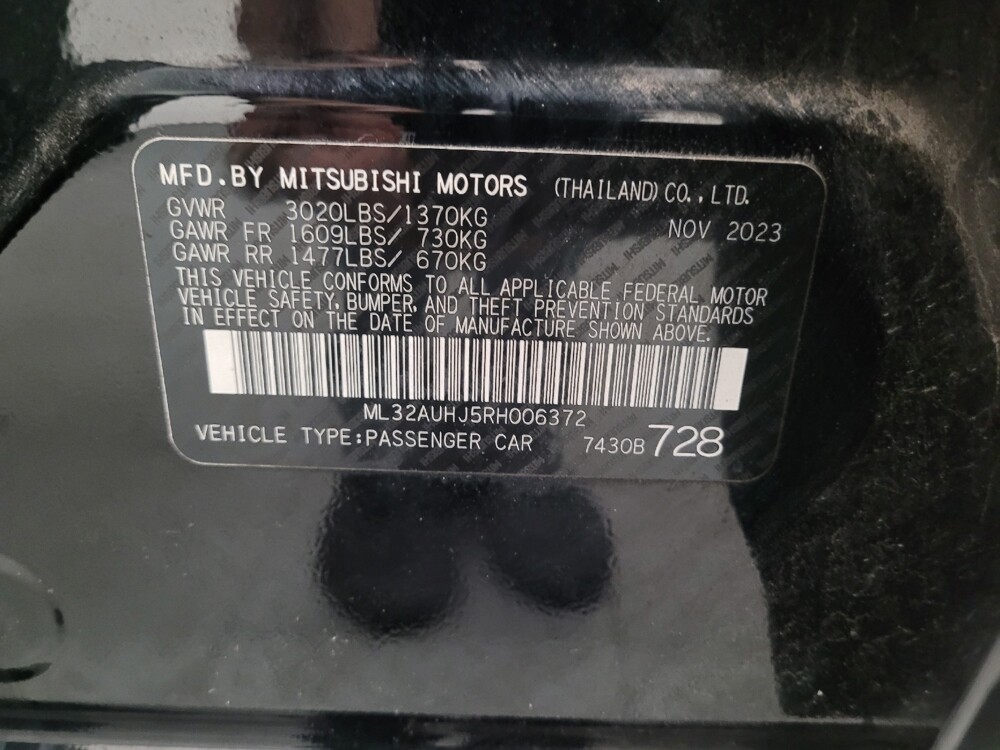 MFD.BY MITSUBISHI MOTORS (THAILAND) CO., LTD.
GVWR 3020LBS/1370KG NOV 2023
GAWR FR 1609LBS/ 730KG
GAWR RR 1477LBS/ 670KG
THIS VEHICLE CONFORMS TO ALL APPLICABLE FEDERAL MOTOR
VEHICLE SAFETY, BUMPER, AND THEFT PREVENTION STANDARDS
IN EFFECT ON THE DATE OF MANUFACTURE SHOWN ABOVE.
ML32AUHJ5RH006372
VEHICLE TYPE:PASSENGER CAR 7430B 728